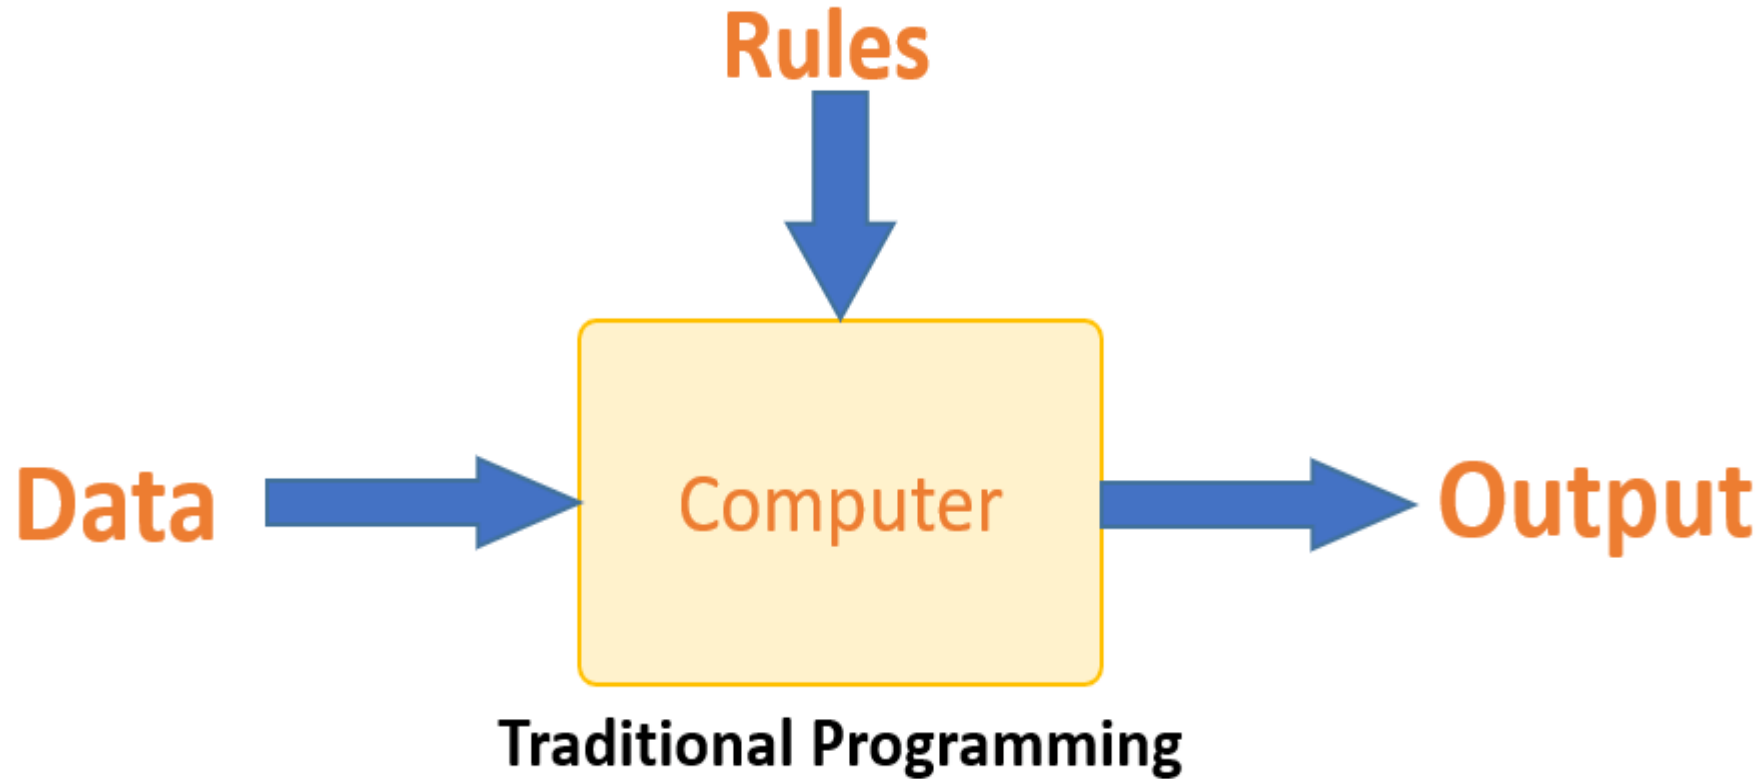 Rules
Data
Computer
Output
Traditional Programming